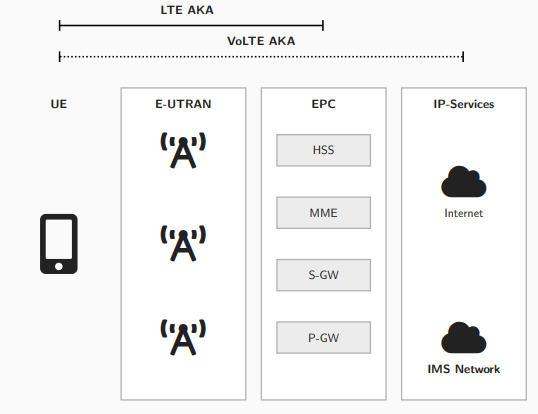 LTE AKA
VoLTE AKA
UE
E-UTRAN
EPC
IP-Services
HSS
MME
S-GW
P-GW
Internet
IMS Network